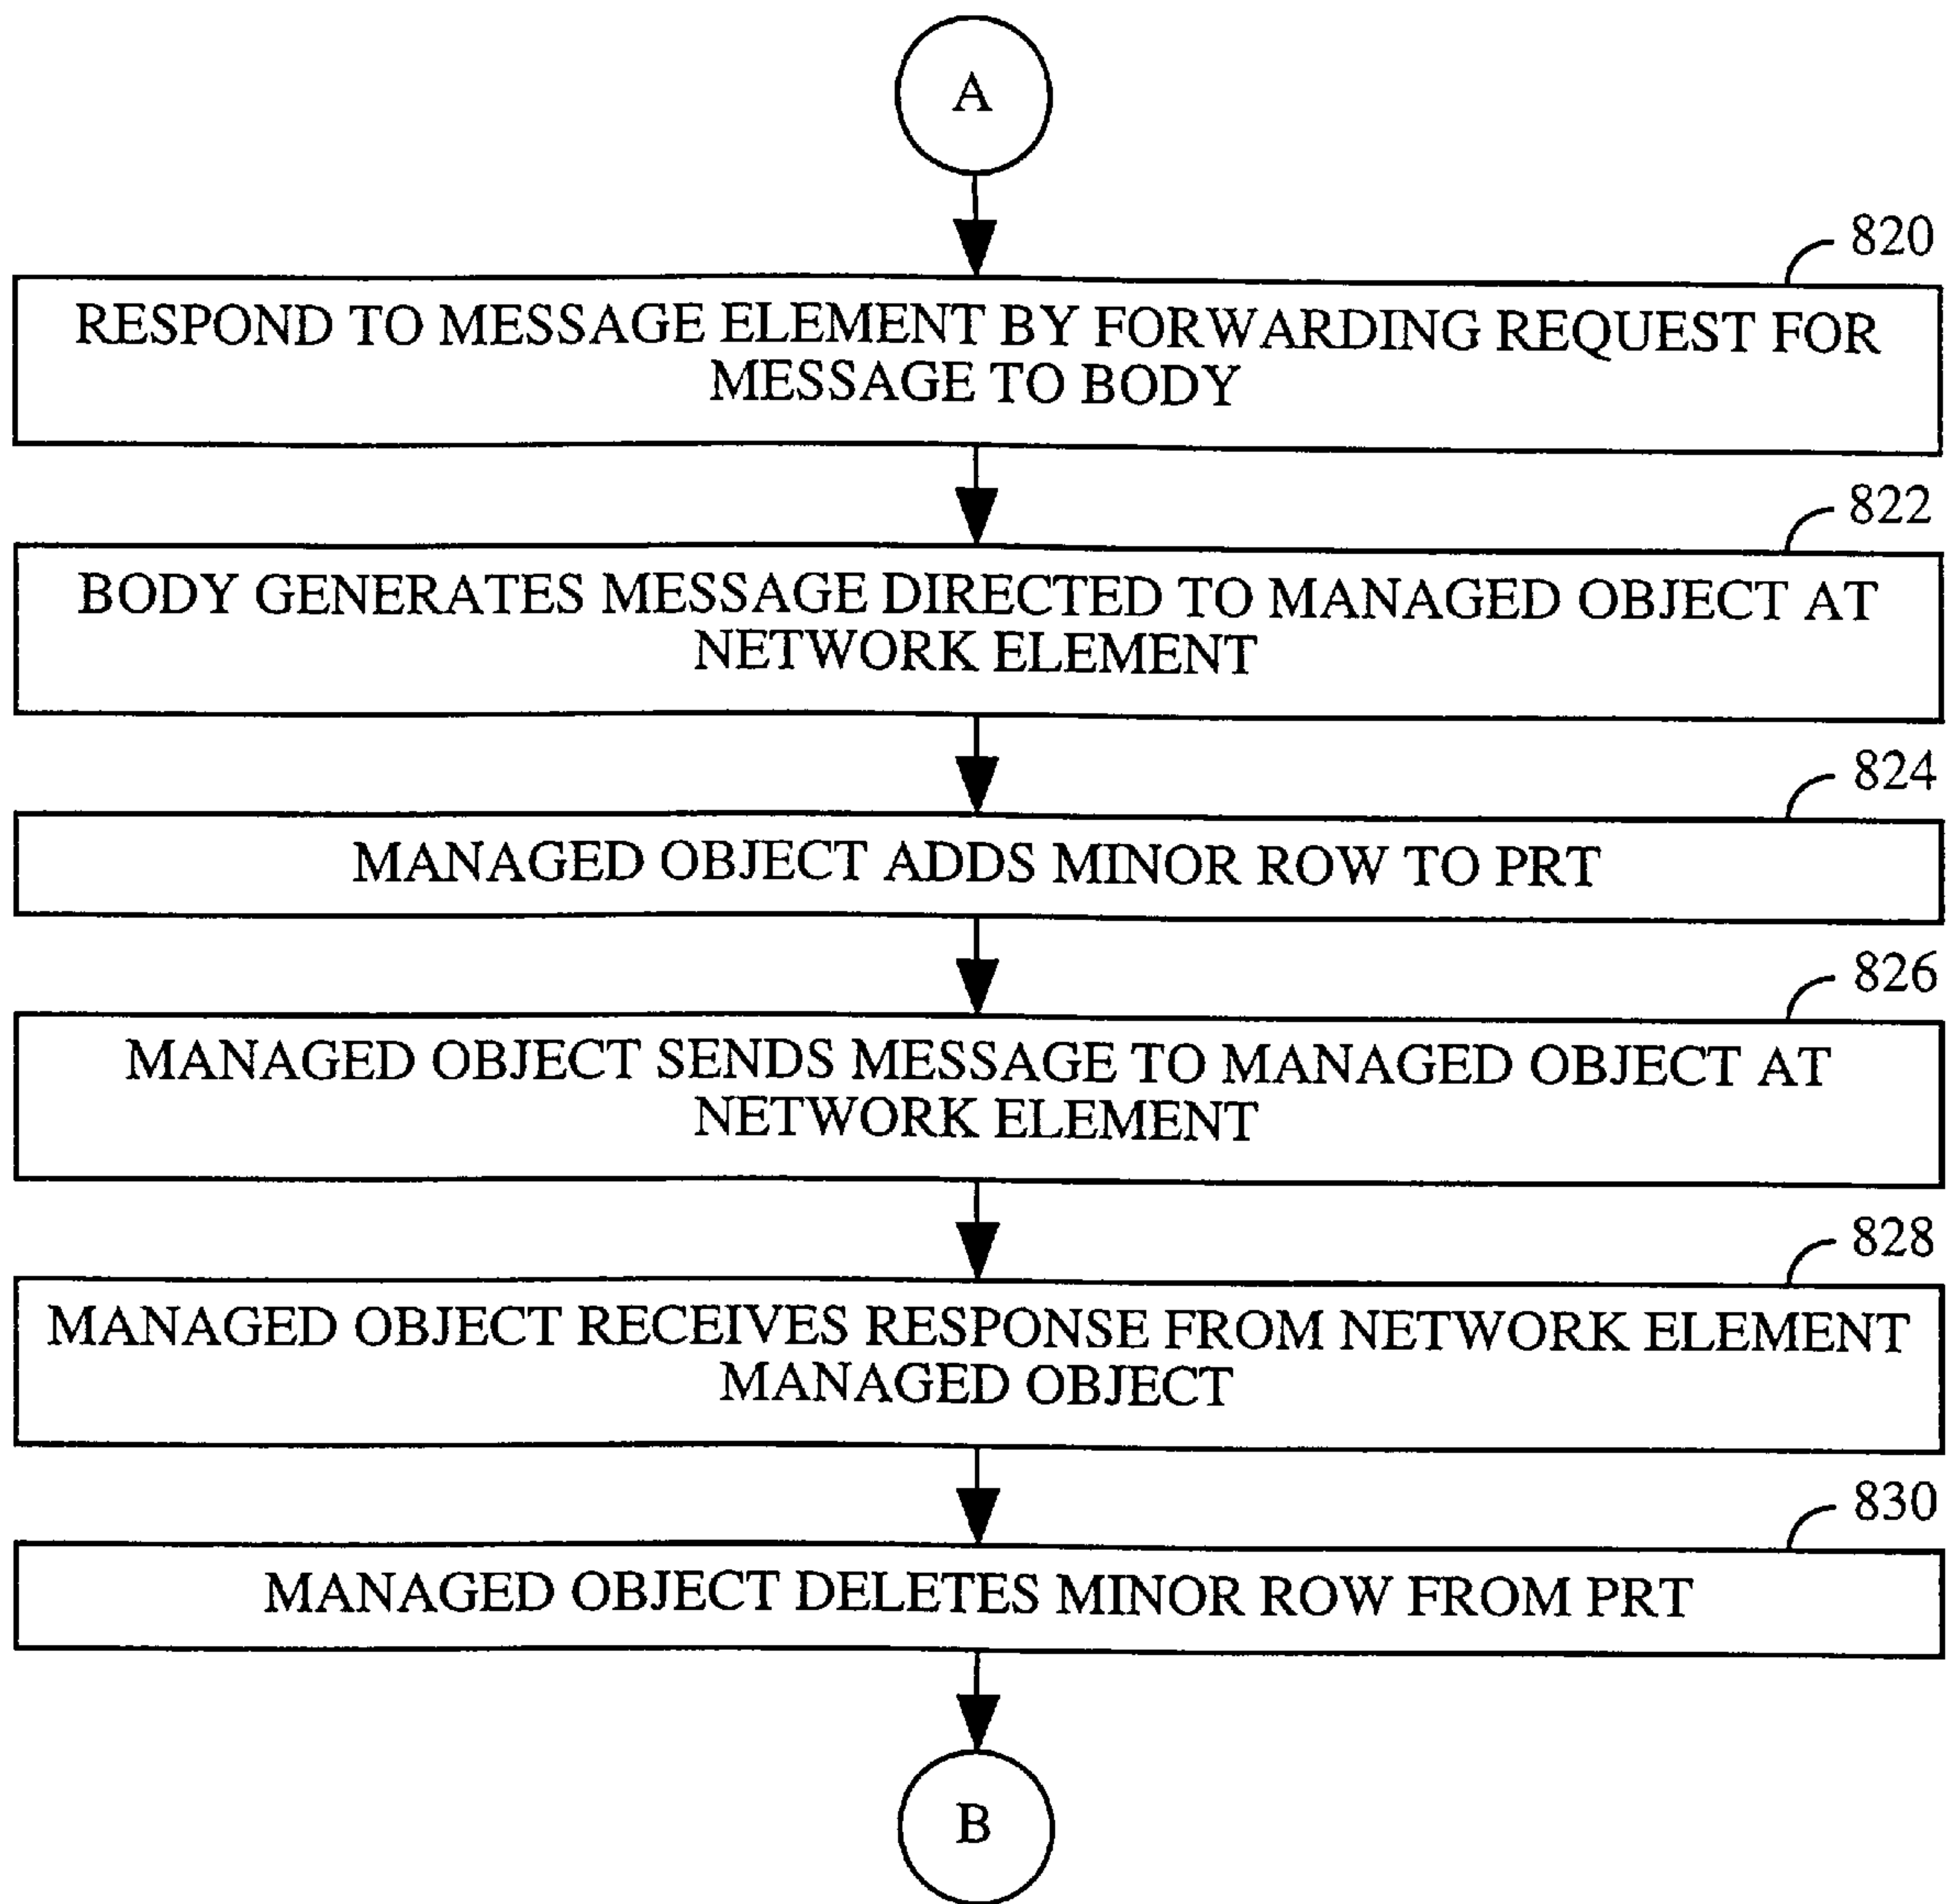 A
820
RESPOND TO MESSAGE ELEMENT BY FORWARDING REQUEST FOR
MESSAGE TO BODY
822
BODY GENERATES MESSAGE DIRECTED TO MANAGED OBJECT AT
NETWORK ELEMENT
824
MANAGED OBJECT ADDS MINOR ROW TO PRT
826
MANAGED OBJECT SENDS MESSAGE TO MANAGED OBJECT AT
NETWORK ELEMENT
828
MANAGED OBJECT RECEIVES RESPONSE FROM NETWORK ELEMENT
MANAGED OBJECT
830
MANAGED OBJECT DELETES MINOR ROW FROM PRT
B